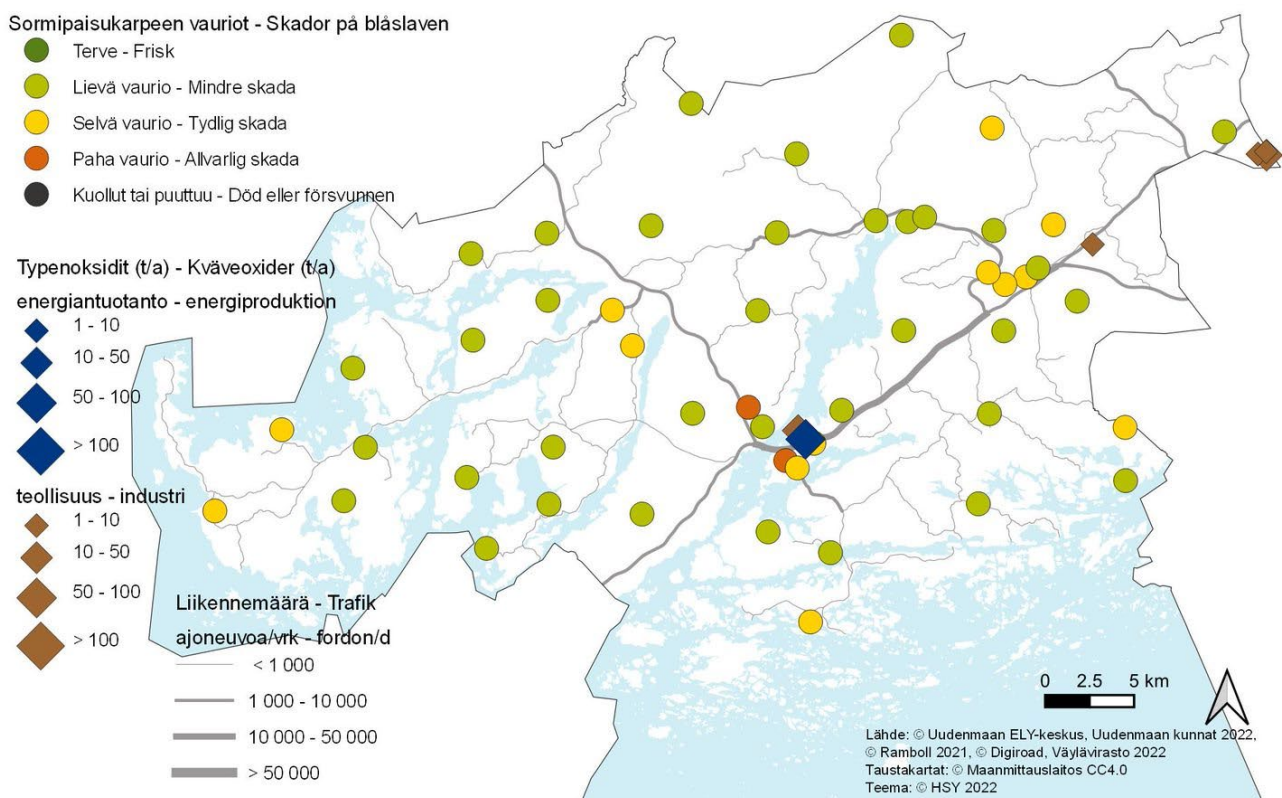 Sormipaisukarpeen vauriot - Skador på blåslaven
Terve - Frisk
Lievä vaurio - Mindre skada
Selvä vaurio - Tydlig skada
Paha vaurio - Allvarlig skada
Kuollut tai puuttuu - Död eller försvunnen
Typenoksidit (t/a) - Kväveoxider (t/a)
energiantuotanto - energiproduktion
1 - 10
10 - 50
50 - 100
> 100
teollisuus - industri
1 - 10
10 - 50
50 - 100
> 100
Liikennemäärä - Trafik
ajoneuvoa/vrk - fordon/d
< 1 000
1 000 - 10 000
10 000 - 50 000
> 50 000
0 2.5 5 km
Lähde: © Uudenmaan ELY-keskus, Uudenmaan kunnat 2022,
© Ramboll 2021, © Digiroad, Väylävirasto 2022
Taustakartat: © Maanmittauslaitos CC4.0
Teema: © HSY 2022